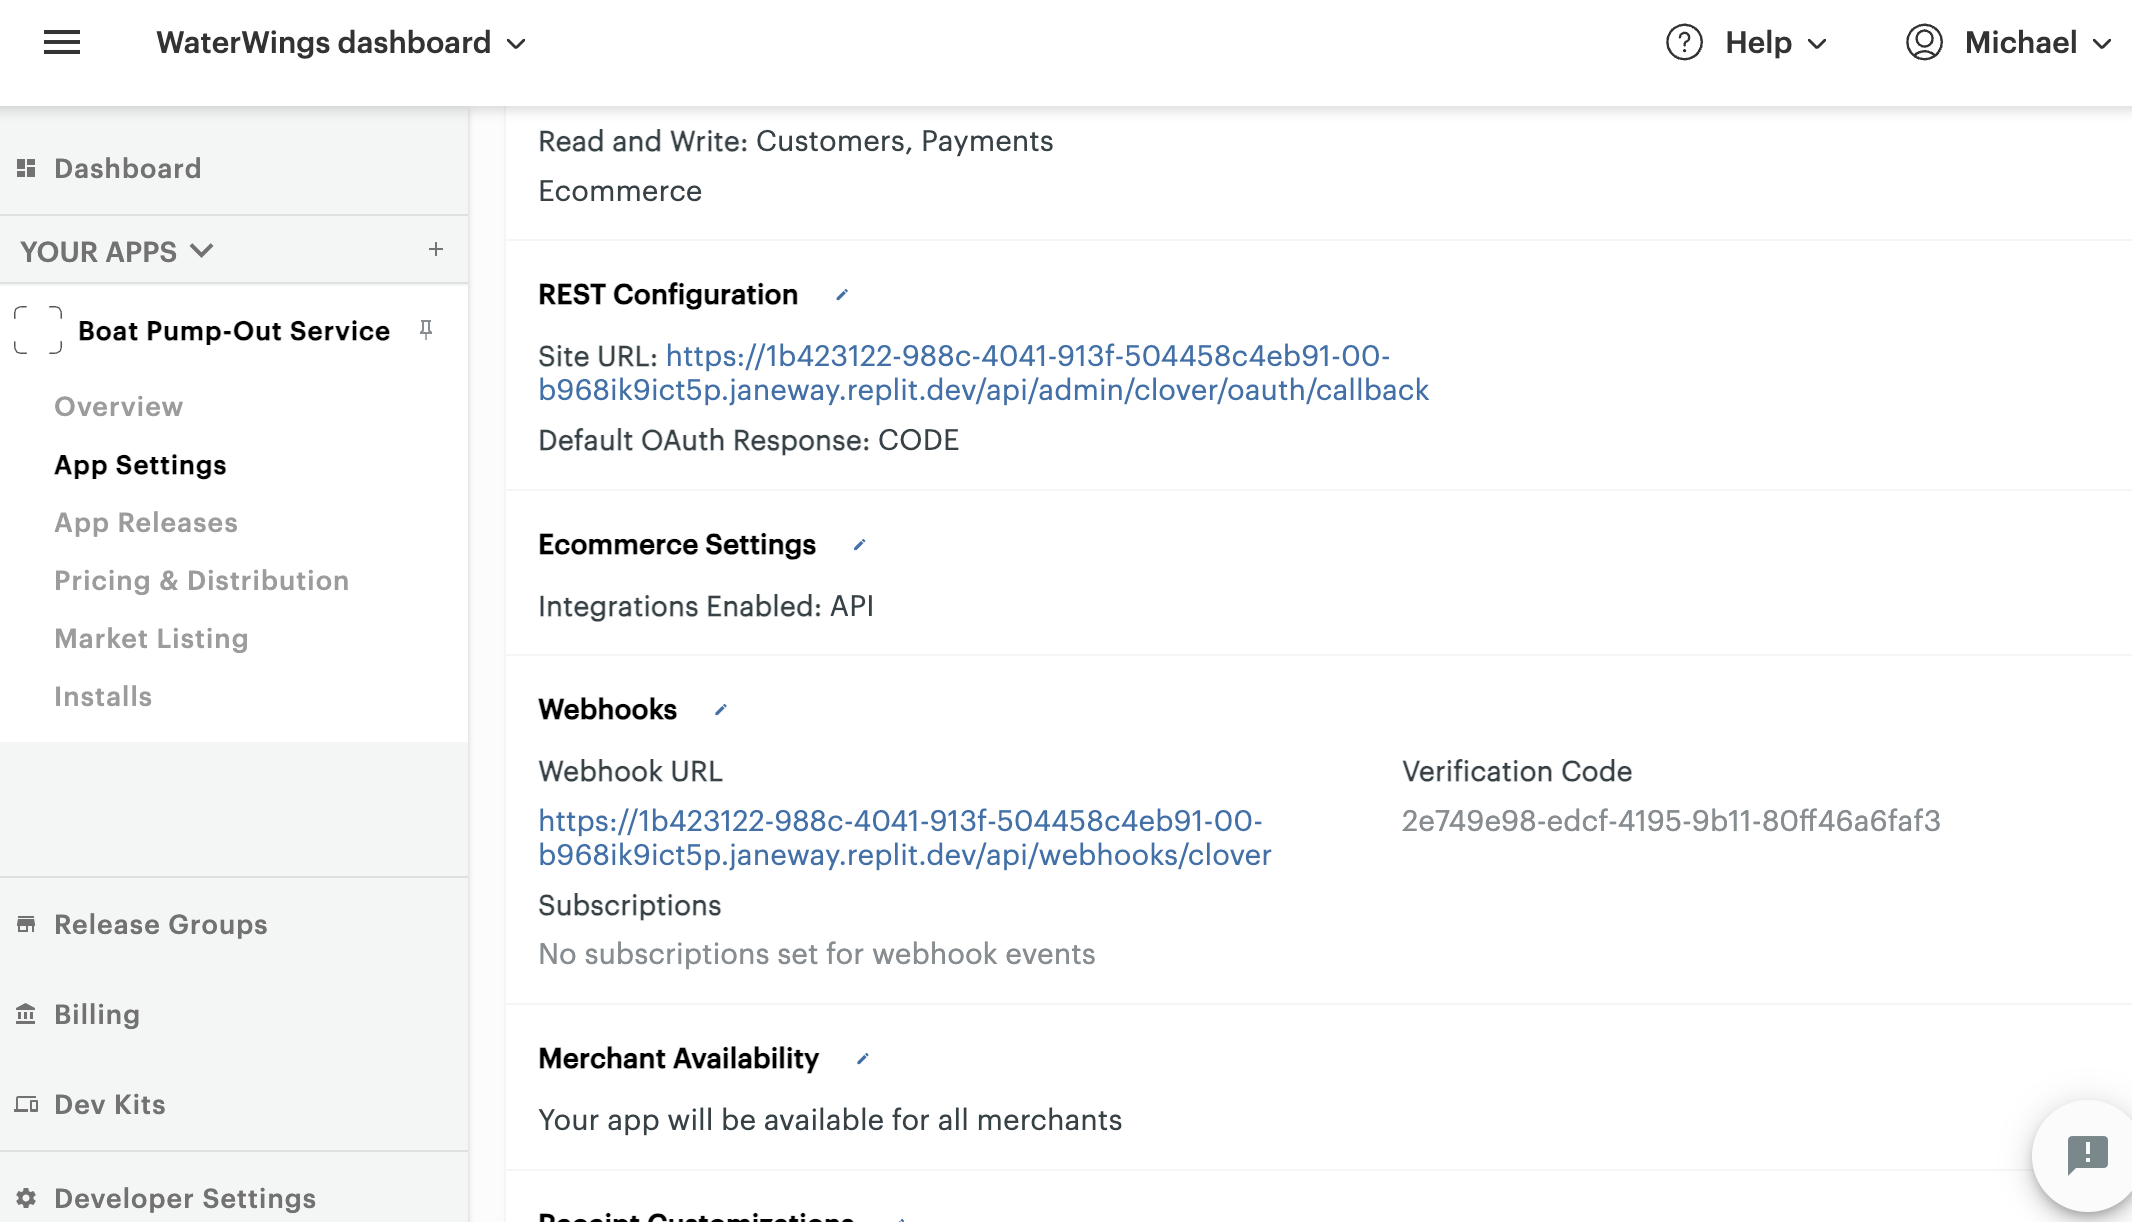 WaterWings dashboard
Help
Michael
Dashboard
YOUR APPS
Boat Pump-Out Service
Overview
App Settings
App Releases
Pricing & Distribution
Market Listing
Installs
Release Groups
Billing
Dev Kits
Developer Settings
Read and Write: Customers, Payments
Ecommerce
REST Configuration
Site URL: https://1b423122-988c-4041-913f-504458c4eb91-00-
b968ik9ict5p.janeway.replit.dev/api/admin/clover/oauth/callback
Default OAuth Response: CODE
Ecommerce Settings
Integrations Enabled: API
Webhooks
Webhook URL
https://1b423122-988c-4041-913f-504458c4eb91-00-
b968ik9ict5p.janeway.replit.dev/api/webhooks/clover
Verification Code
2e749e98-edcf-4195-9b11-80ff46a6faf3
Subscriptions
No subscriptions set for webhook events
Merchant Availability
Your app will be available for all merchants
Receipt Customizations